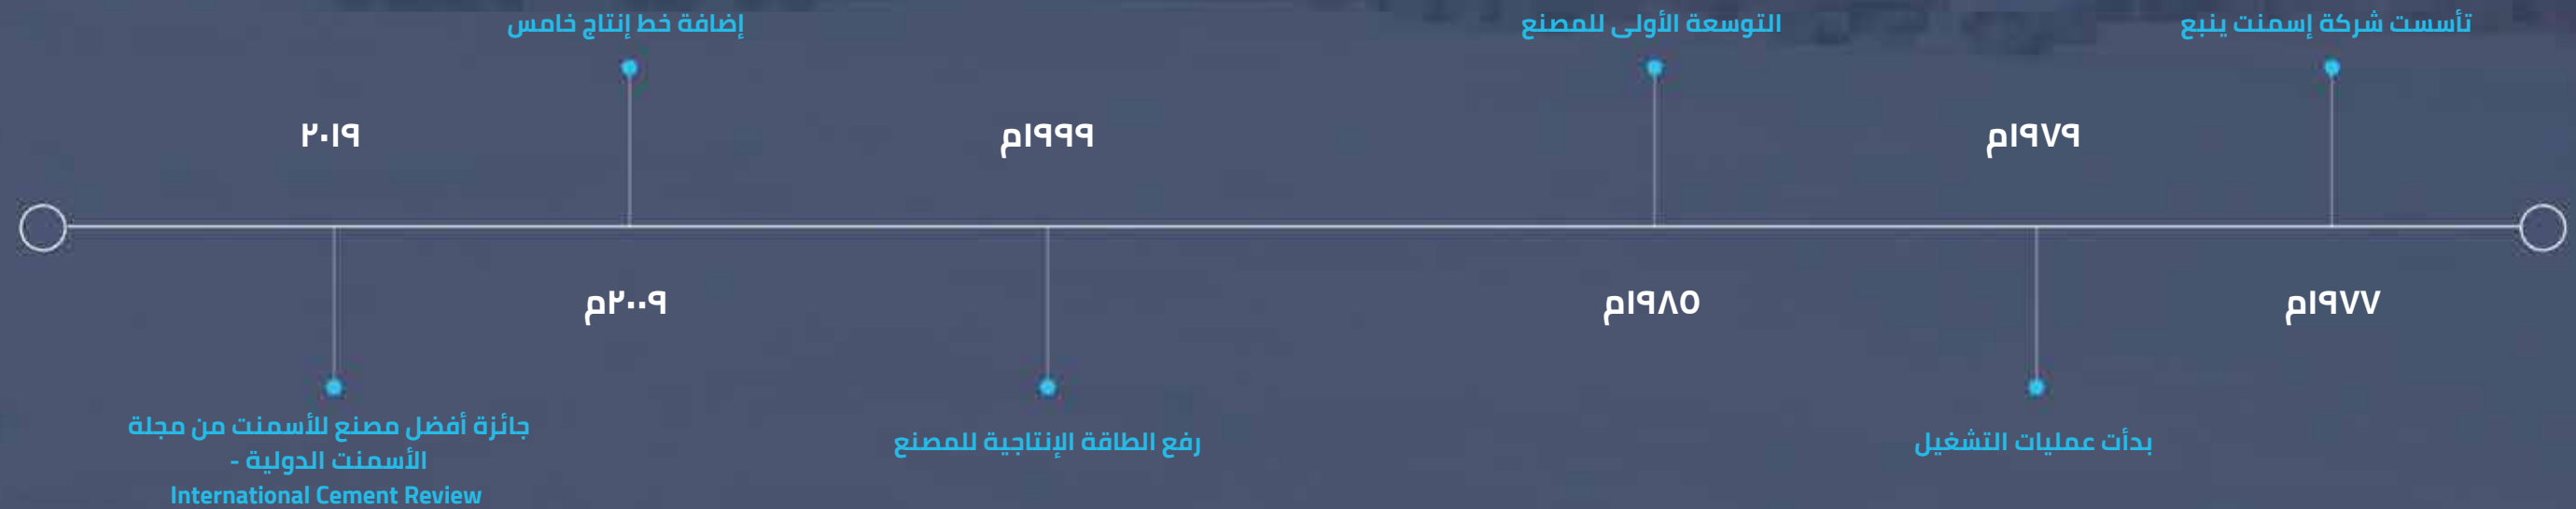 تأسست شركة إسمنت ينبع
١٩٧٧م
١٩٧٩م
بدأت عمليات التشغيل
التوسعة الأولى للمصنع
١٩٨٥م
١٩٩٩م
رفع الطاقة الإنتاجية للمصنع
إضافة خط إنتاج خامس
٢٠٠٩م
٢٠١٩
جائزة أفضل مصنع للأسمنت من مجلة
الأسمنت الدولية -
International Cement Review